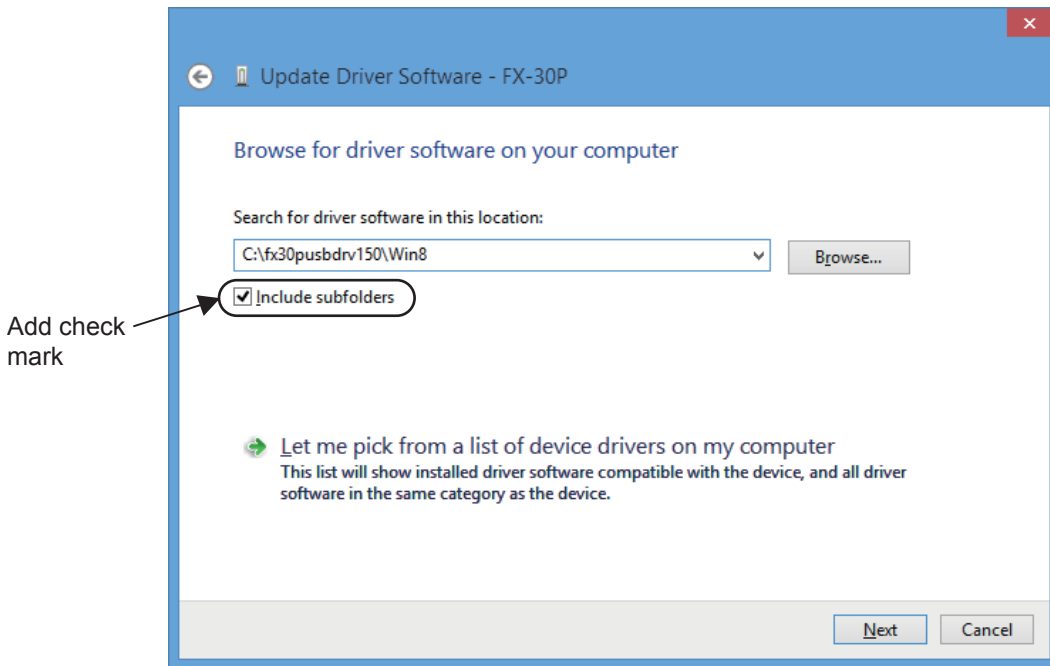 Update Driver Software - FX-30P
Browse for driver software on your computer
Search for driver software in this location:
C:\fx30pusbdrv150\Win8
Browse...
Include subfolders
Add check
mark
Let me pick from a list of device drivers on my computer
This list will show installed driver software compatible with the device, and all driver
software in the same category as the device.
Next
Cancel